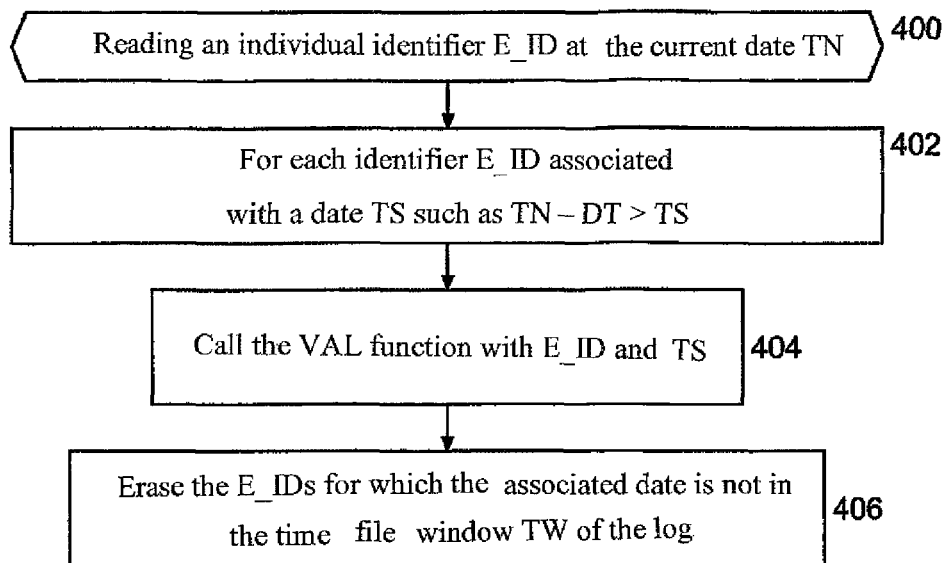 Reading an individual identifier E_ID at the current date TN
400
For each identifier E_ID associated
402
with a date TS such as TN – DT > TS
Call the VAL function with E_ID and TS
404
Erase the E_IDs for which the associated date is not in
the time file window TW of the log
406